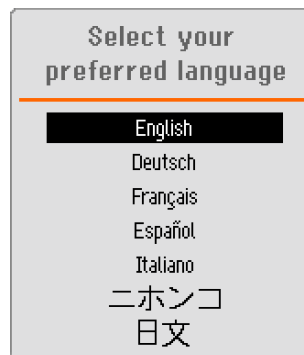 Select your
preferred language
English
Deutsch
Français
Español
Italiano
ニホンコ
日文